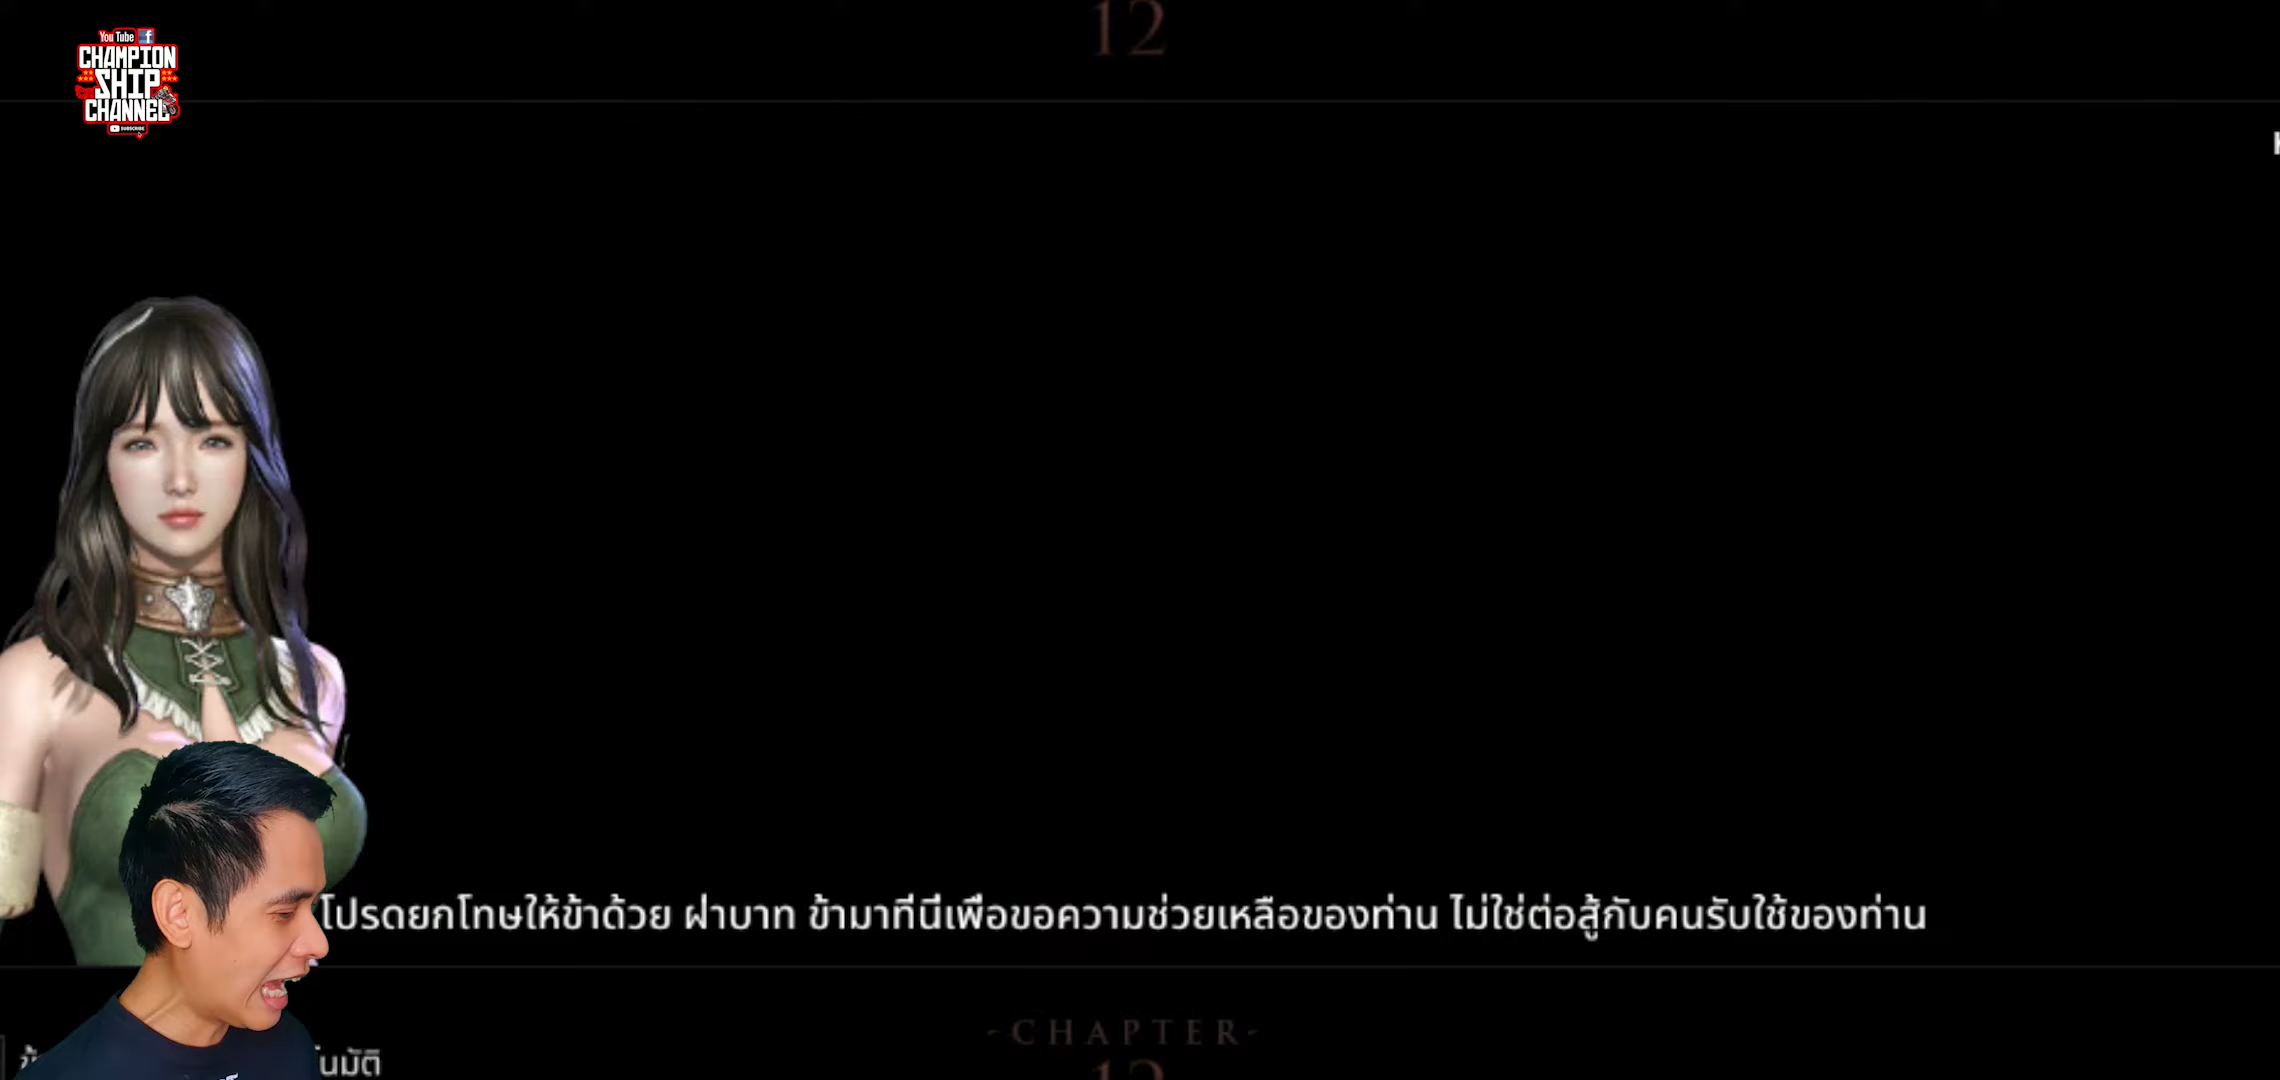 12
You Tube f
CHAMPION
SHIP
CHANNEL
SUBSCRIBE
โปรดยกโทษให้ข้าด้วย ฝ่าบาท ข้ามาที่นี่เพื่อขอความช่วยเหลือของท่าน ไม่ใช่ต่อสู้กับคนรับใช้ของท่าน
-CHAPTER-
12